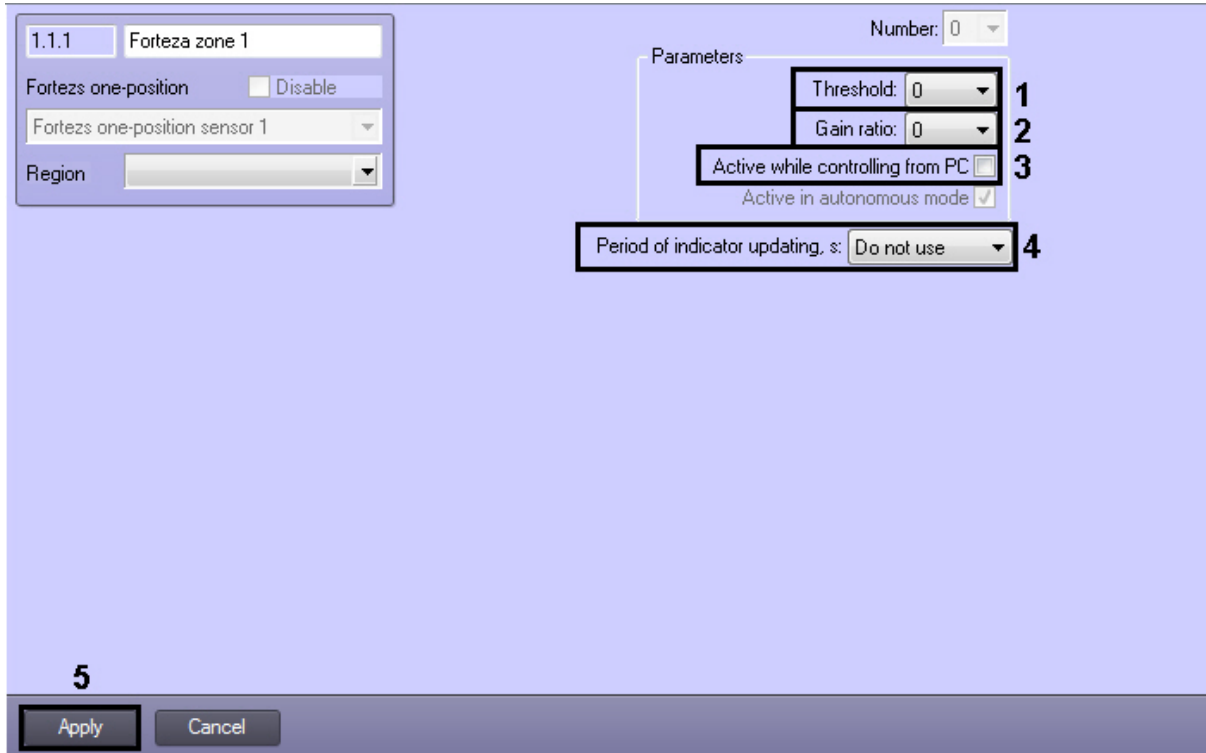 1.1.1 Forteza zone 1
Number: 0
Parameters
Fortezs one-position Disable
Threshold: 0 1
Fortezs one-position sensor 1
Gain ratio: 0 2
Region
Active while controlling from PC 3
Active in autonomous mode
Period of indicator updating, s: Do not use 4
5
Apply Cancel